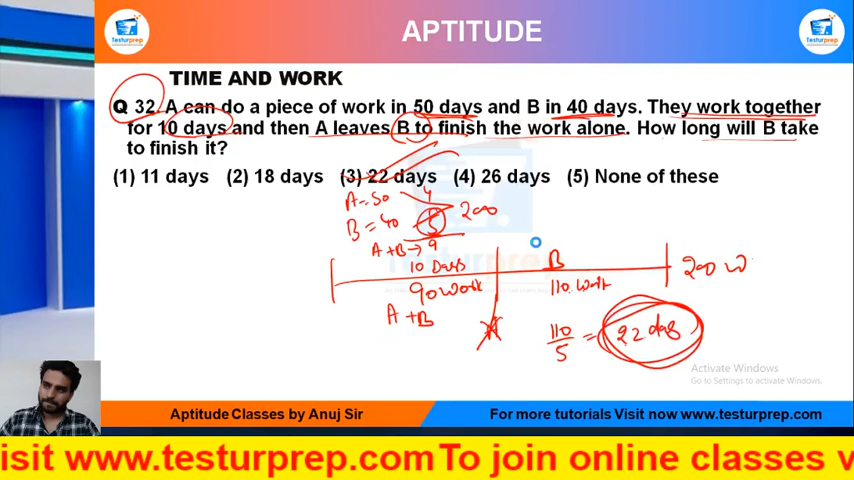 APTITUDE
Testurprep
Testurprep
TIME AND WORK
Q 32. A can do a piece of work in 50 days and B in 40 days. They work together
for 10 days and then A leaves B to finish the work alone. How long will B take
to finish it?
(1) 11 days (2) 18 days (3) 22 days (4) 26 days (5) None of these
A = 50 4
B = 40 5 200
A+B → 9
10 Days B
200 W
90 work 110 work
A+B A
110/5 = 22 days
Activate Windows
Go to Settings to activate Windows.
Aptitude Classes by Anuj Sir For more tutorials Visit now www.testurprep.com
isit www.testurprep.com To join online classes v